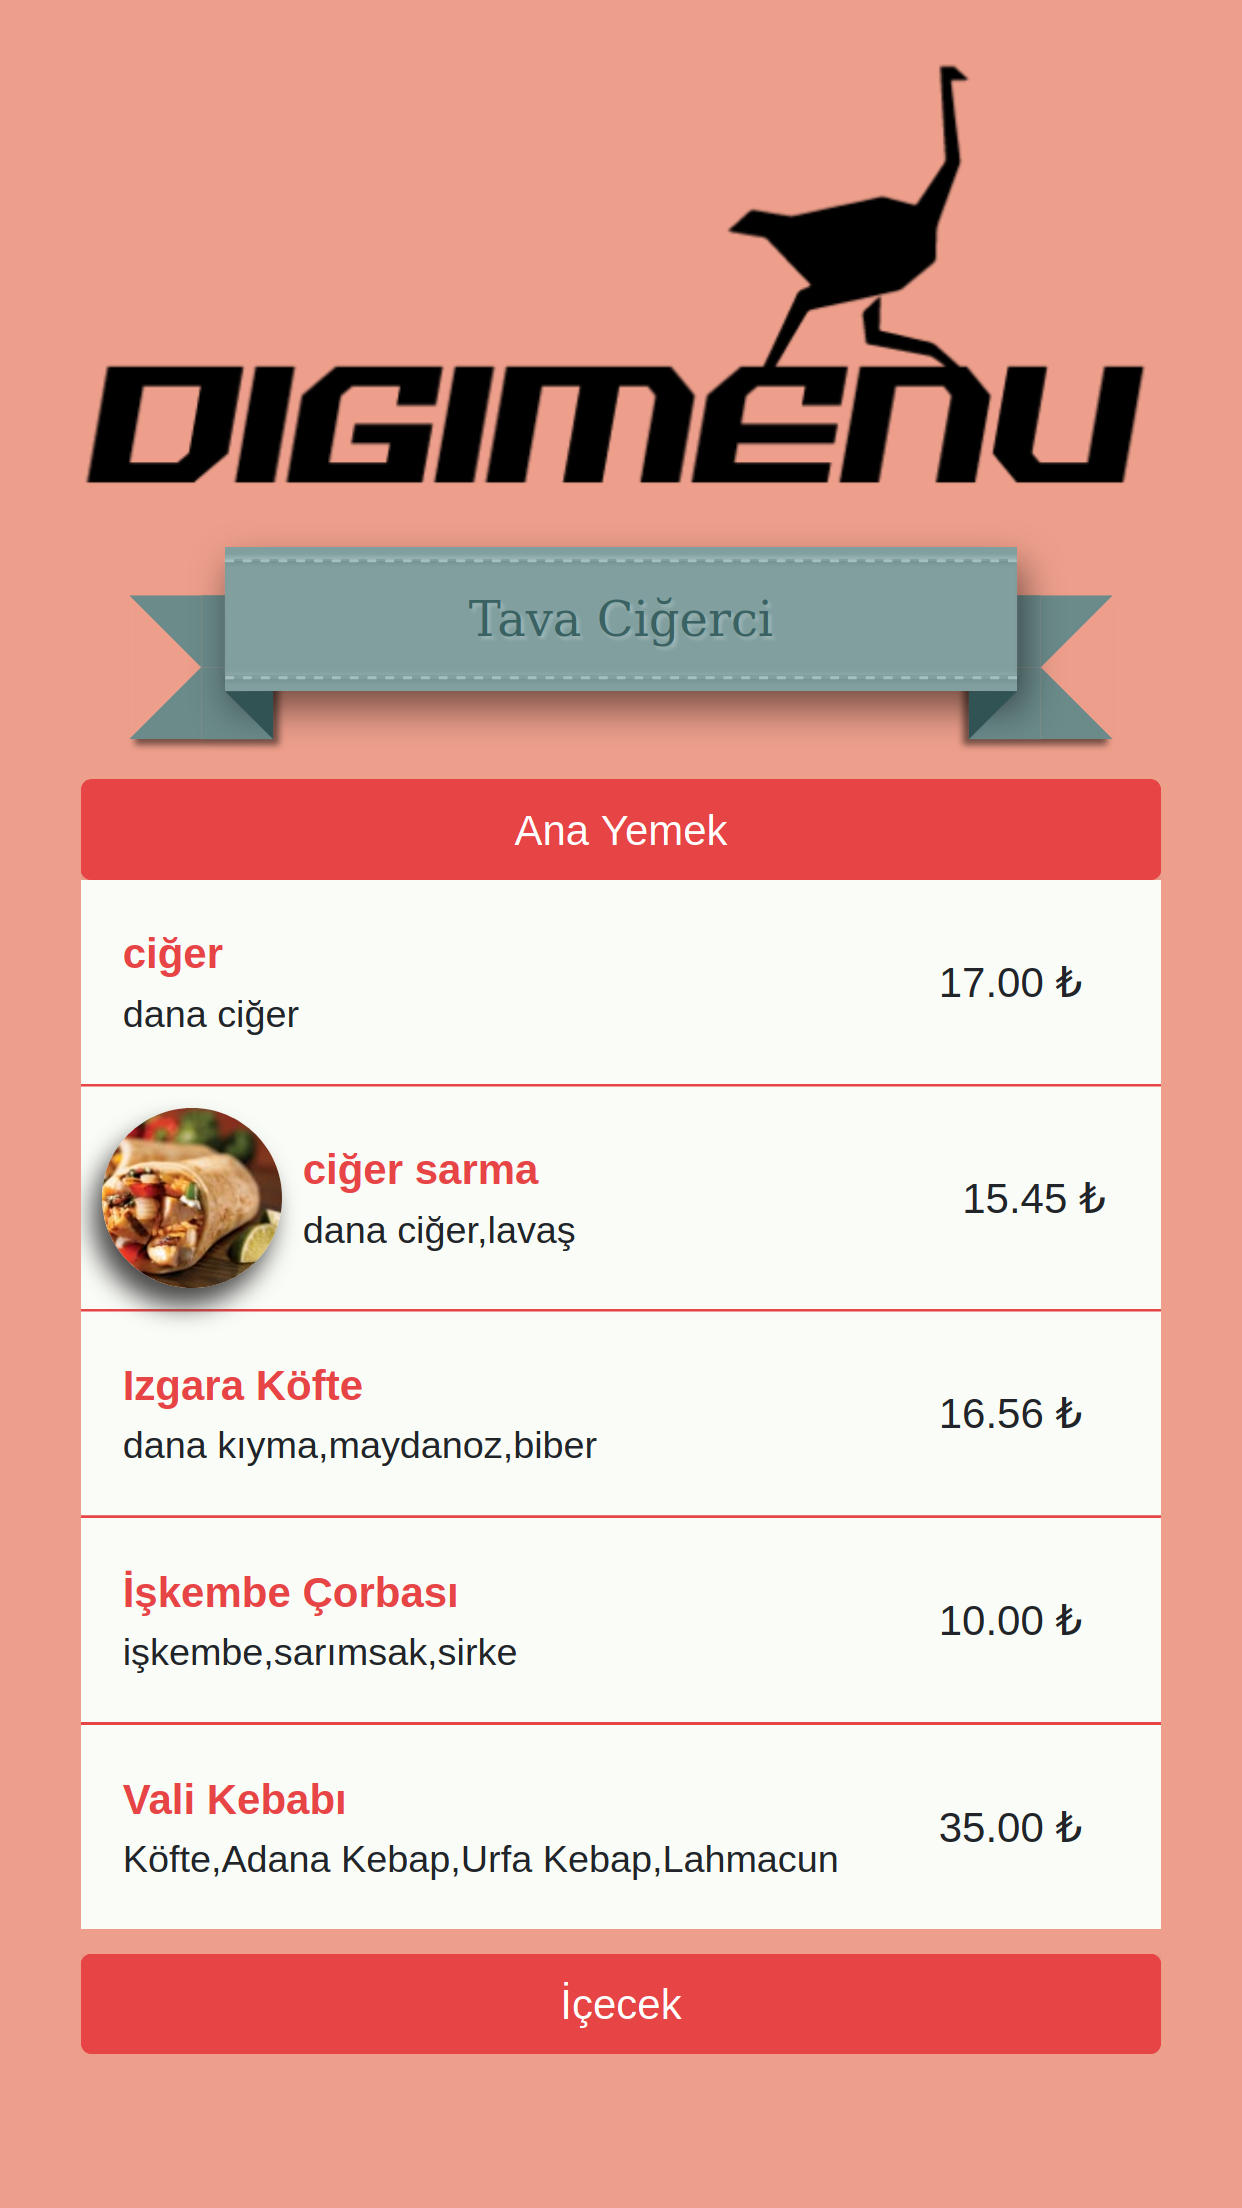 DIGIMENU
Tava Ciğerci
Ana Yemek
ciğer
dana ciğer
17.00 ₺
ciğer sarma
dana ciğer,lavaş
15.45 ₺
Izgara Köfte
dana kıyma,maydanoz,biber
16.56 ₺
İşkembe Çorbası
işkembe,sarımsak,sirke
10.00 ₺
Vali Kebabı
Köfte,Adana Kebap,Urfa Kebap,Lahmacun
35.00 ₺
İçecek